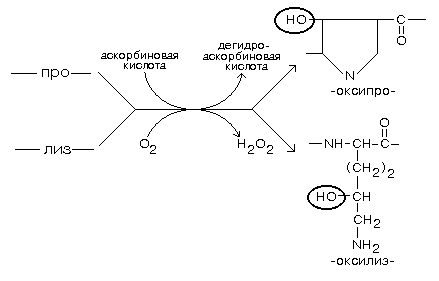 HO
C
O
N
-оксипро-
дегидро-
аскорбиновая
кислота
аскорбиновая
кислота
про
лиз
O2
H2O2
O
NH CH C
(CH2)2
HO CH
CH2
NH2
-оксилиз-